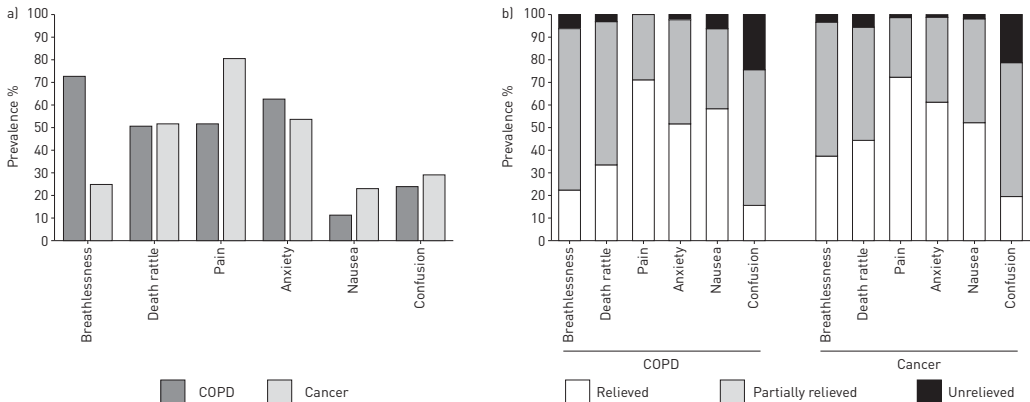 a)
Prevalence %
100
90
80
70
60
50
40
30
20
10
0
Breathlessness
Death rattle
Pain
Anxiety
Nausea
Confusion
COPD
Cancer
b)
Prevalence %
100
90
80
70
60
50
40
30
20
10
0
Breathlessness
Death rattle
Pain
Anxiety
Nausea
Confusion
COPD
Breathlessness
Death rattle
Pain
Anxiety
Nausea
Confusion
Cancer
Relieved
Partially relieved
Unrelieved